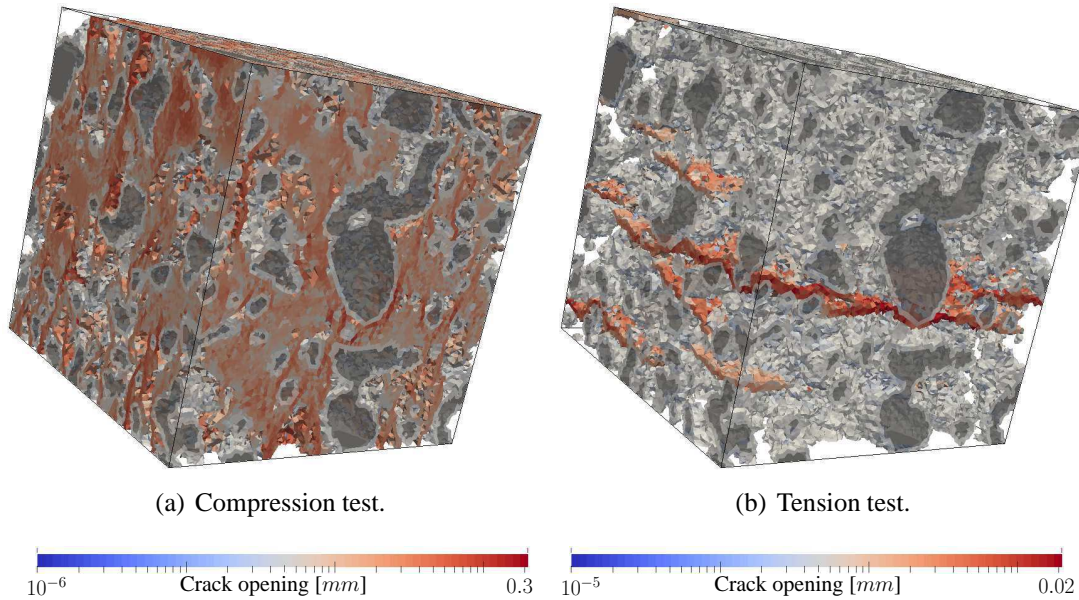 (a) Compression test.
(b) Tension test.
10⁻⁶ Crack opening [mm] 0.3
10⁻⁵ Crack opening [mm] 0.02